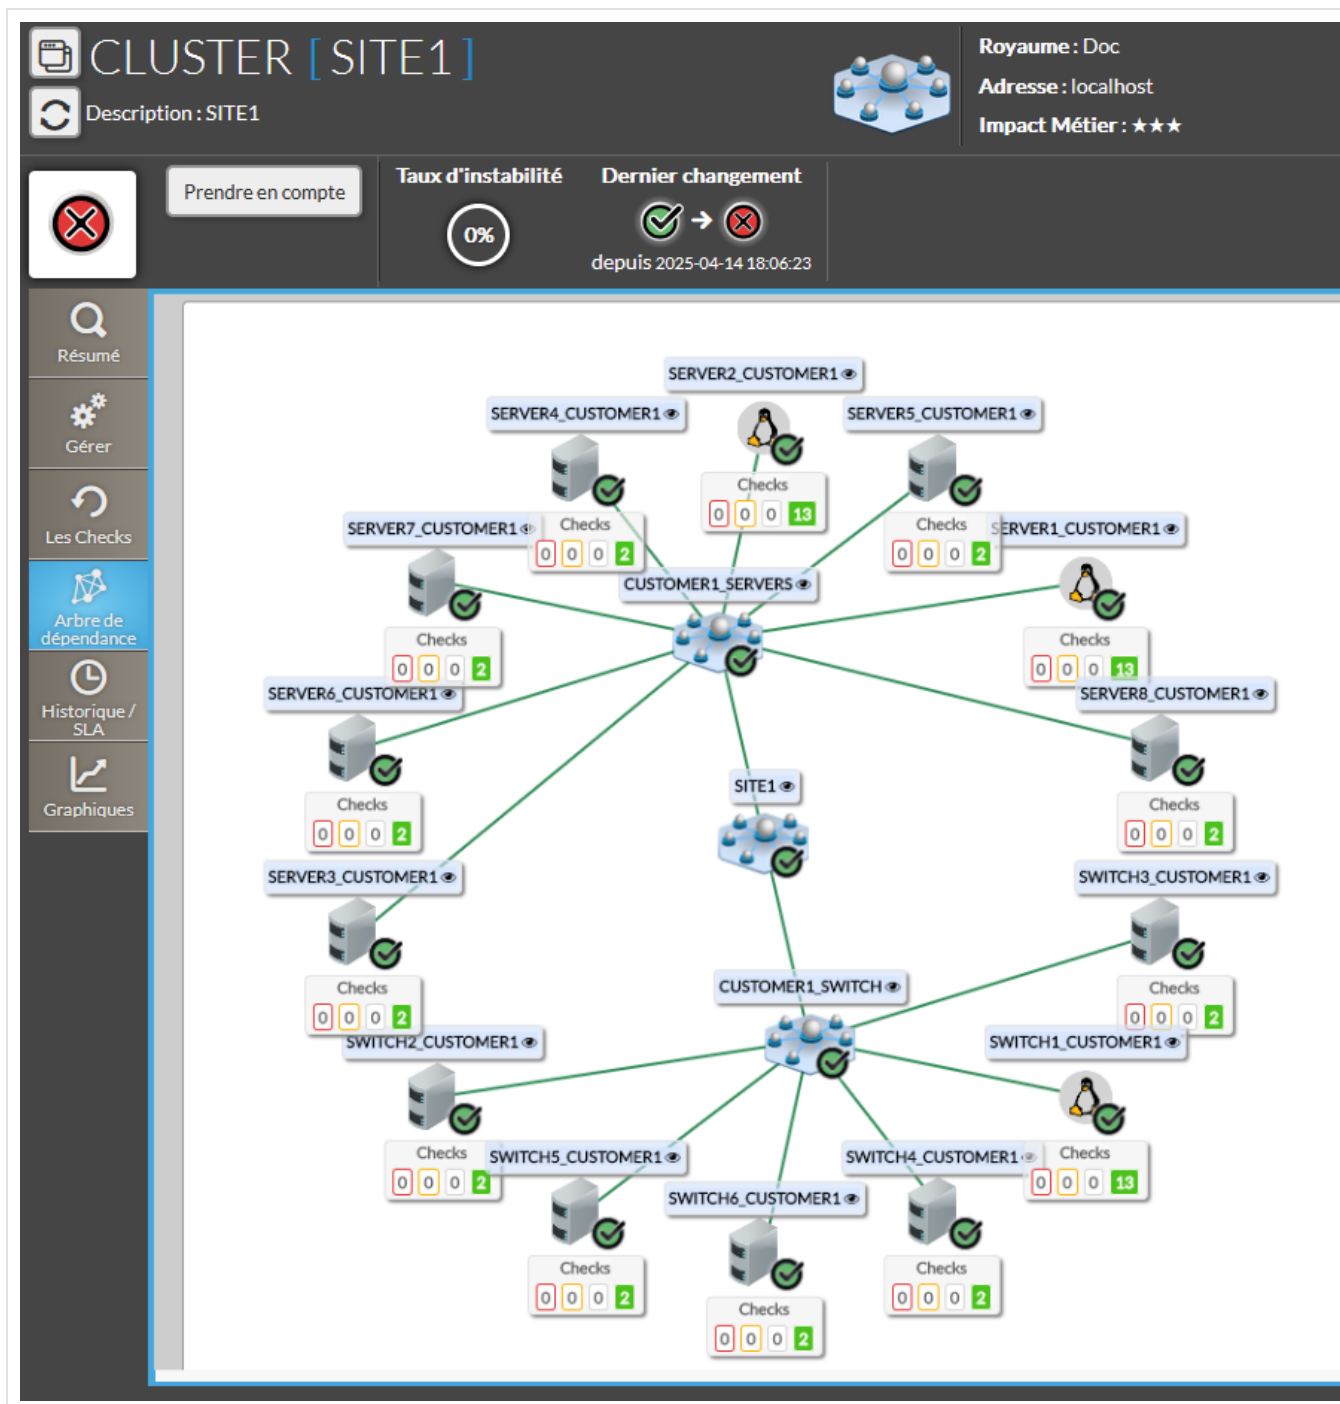 CLUSTER [ SITE1 ]
Description : SITE1
Royaume : Doc
Adresse : localhost
Impact Métier : ★★★
Prendre en compte
Taux d'instabilité
0%
Dernier changement
depuis 2025-04-14 18:06:23
Résumé
Gérer
Les Checks
Arbre de
dépendance
Historique /
SLA
Graphiques
SERVER2_CUSTOMER1
Checks
0 0 0 13
SERVER4_CUSTOMER1
Checks
0 0 0 2
SERVER5_CUSTOMER1
Checks
0 0 0 2
SERVER7_CUSTOMER1
Checks
0 0 0 2
SERVER1_CUSTOMER1
Checks
0 0 0 13
CUSTOMER1_SERVERS
SERVER6_CUSTOMER1
Checks
0 0 0 2
SERVER8_CUSTOMER1
Checks
0 0 0 2
SITE1
SERVER3_CUSTOMER1
Checks
0 0 0 2
SWITCH3_CUSTOMER1
Checks
0 0 0 2
CUSTOMER1_SWITCH
SWITCH2_CUSTOMER1
Checks
0 0 0 2
SWITCH1_CUSTOMER1
Checks
0 0 0 13
SWITCH5_CUSTOMER1
Checks
0 0 0 2
SWITCH4_CUSTOMER1
Checks
0 0 0 2
SWITCH6_CUSTOMER1
Checks
0 0 0 2